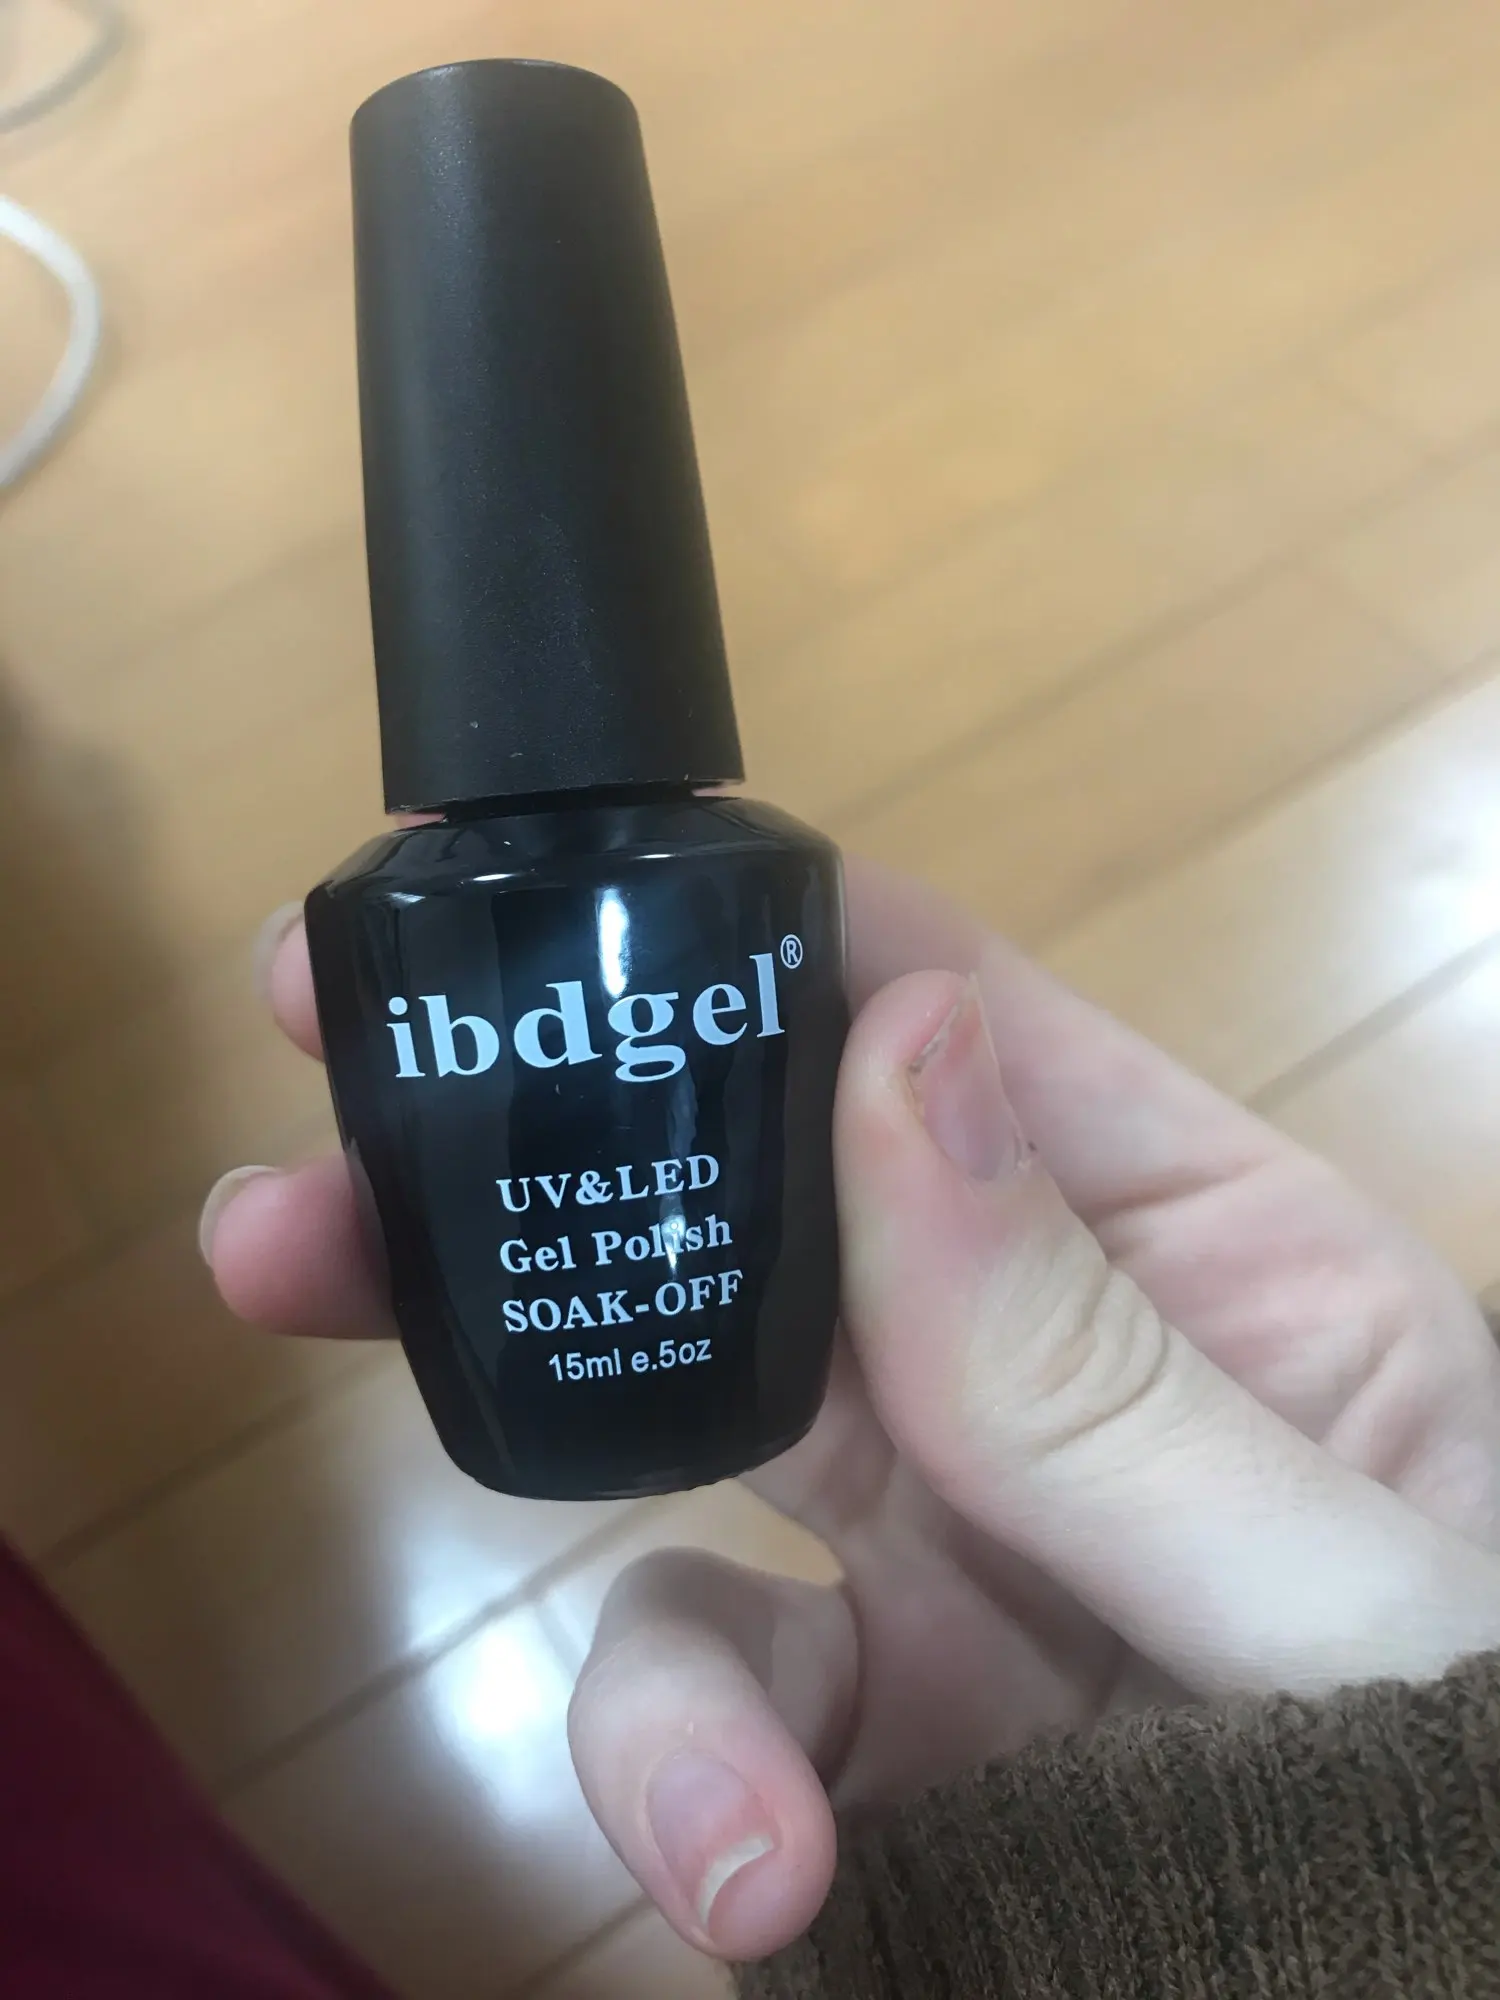 ibdgel®
UV&LED
Gel Polish
SOAK-OFF
15ml e.5oz